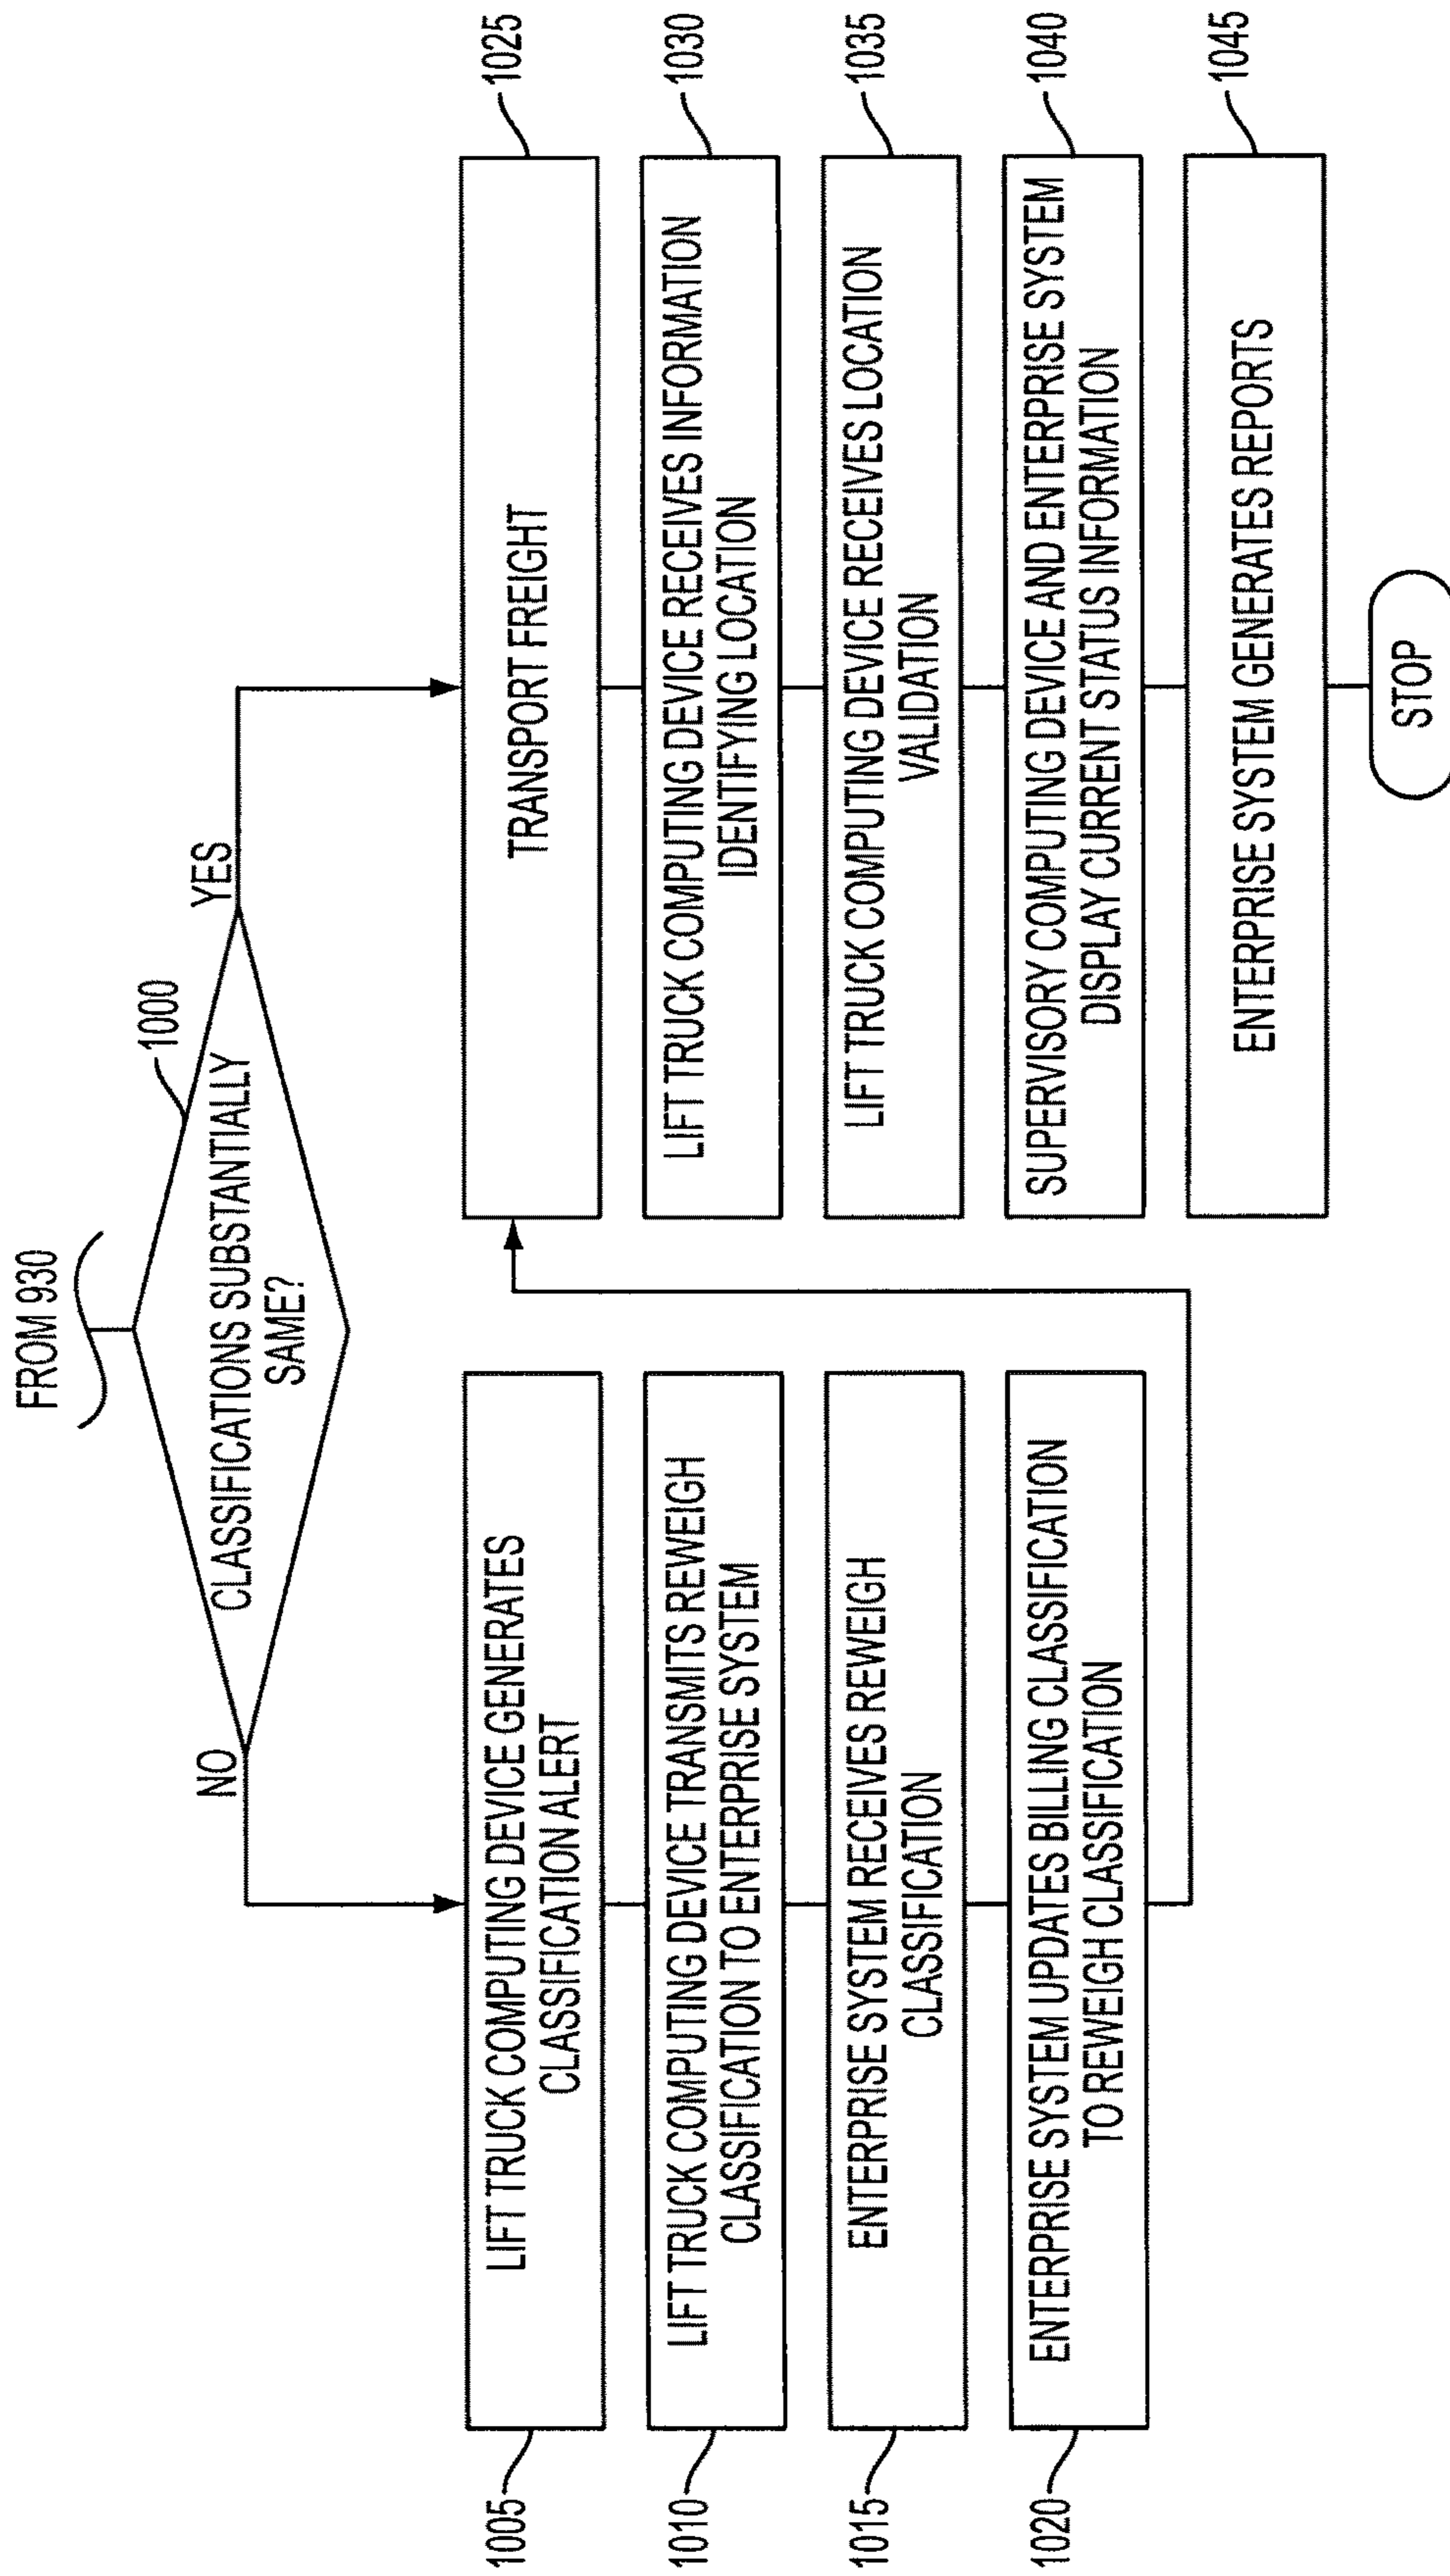 FROM 930
1000
CLASSIFICATIONS SUBSTANTIALLY
SAME?
NO
YES
1005
LIFT TRUCK COMPUTING DEVICE GENERATES
CLASSIFICATION ALERT
1010
LIFT TRUCK COMPUTING DEVICE TRANSMITS REWEIGH
CLASSIFICATION TO ENTERPRISE SYSTEM
1015
ENTERPRISE SYSTEM RECEIVES REWEIGH
CLASSIFICATION
1020
ENTERPRISE SYSTEM UPDATES BILLING CLASSIFICATION
TO REWEIGH CLASSIFICATION
TRANSPORT FREIGHT
1025
LIFT TRUCK COMPUTING DEVICE RECEIVES INFORMATION
IDENTIFYING LOCATION
1030
LIFT TRUCK COMPUTING DEVICE RECEIVES LOCATION
VALIDATION
1035
SUPERVISORY COMPUTING DEVICE AND ENTERPRISE SYSTEM
DISPLAY CURRENT STATUS INFORMATION
1040
ENTERPRISE SYSTEM GENERATES REPORTS
1045
STOP